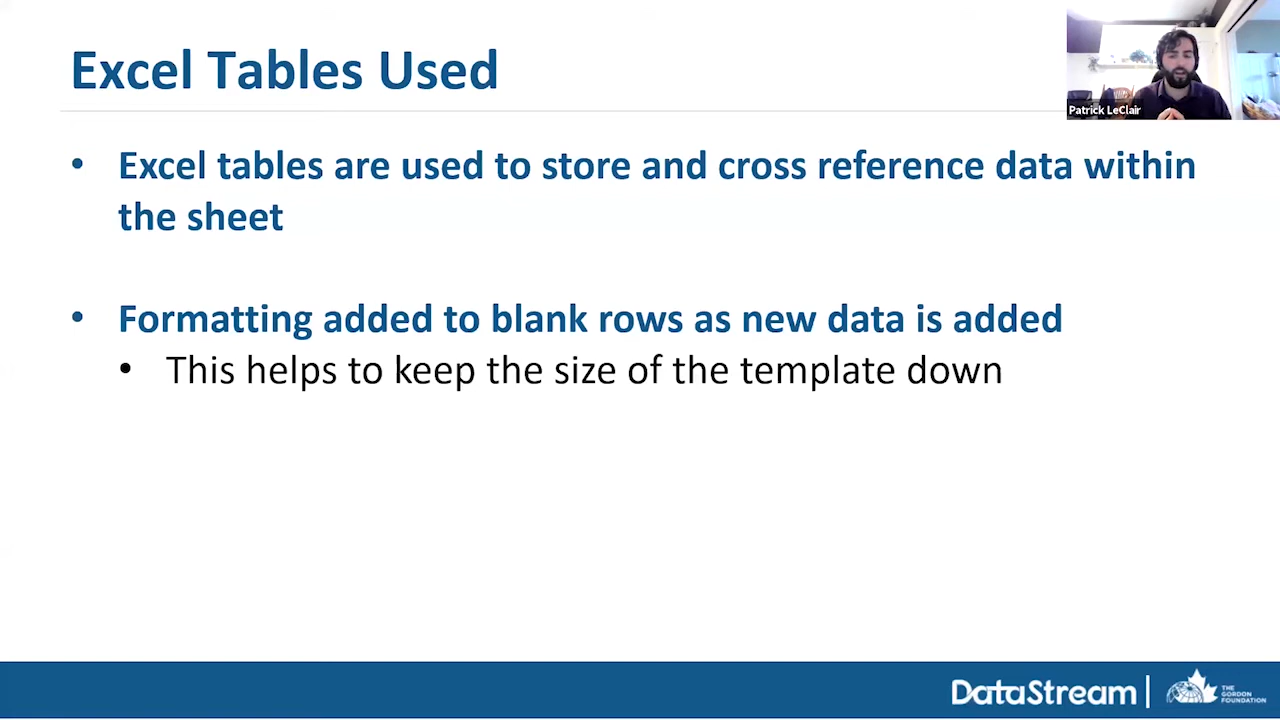 Excel Tables Used
Patrick LeClair
• Excel tables are used to store and cross reference data within
the sheet
• Formatting added to blank rows as new data is added
• This helps to keep the size of the template down
DataStream
THE
GORDON
FOUNDATION